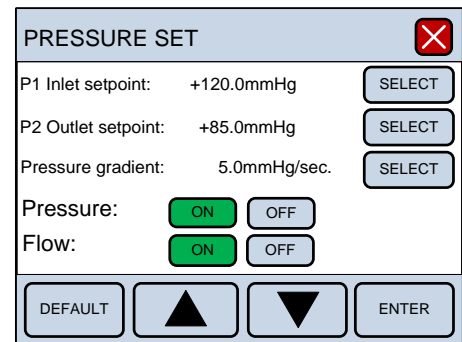 PRESSURE SET
P1 Inlet setpoint: +120.0mmHg SELECT
P2 Outlet setpoint: +85.0mmHg SELECT
Pressure gradient: 5.0mmHg/sec. SELECT
Pressure: ON OFF
Flow: ON OFF
DEFAULT ENTER